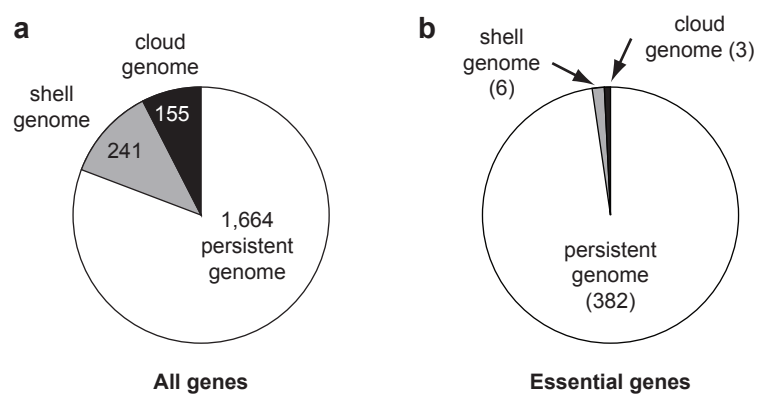 a
cloud
genome
shell
genome
155
241
1,664
persistent
genome
All genes
b
shell
genome
(6)
cloud
genome (3)
persistent
genome
(382)
Essential genes